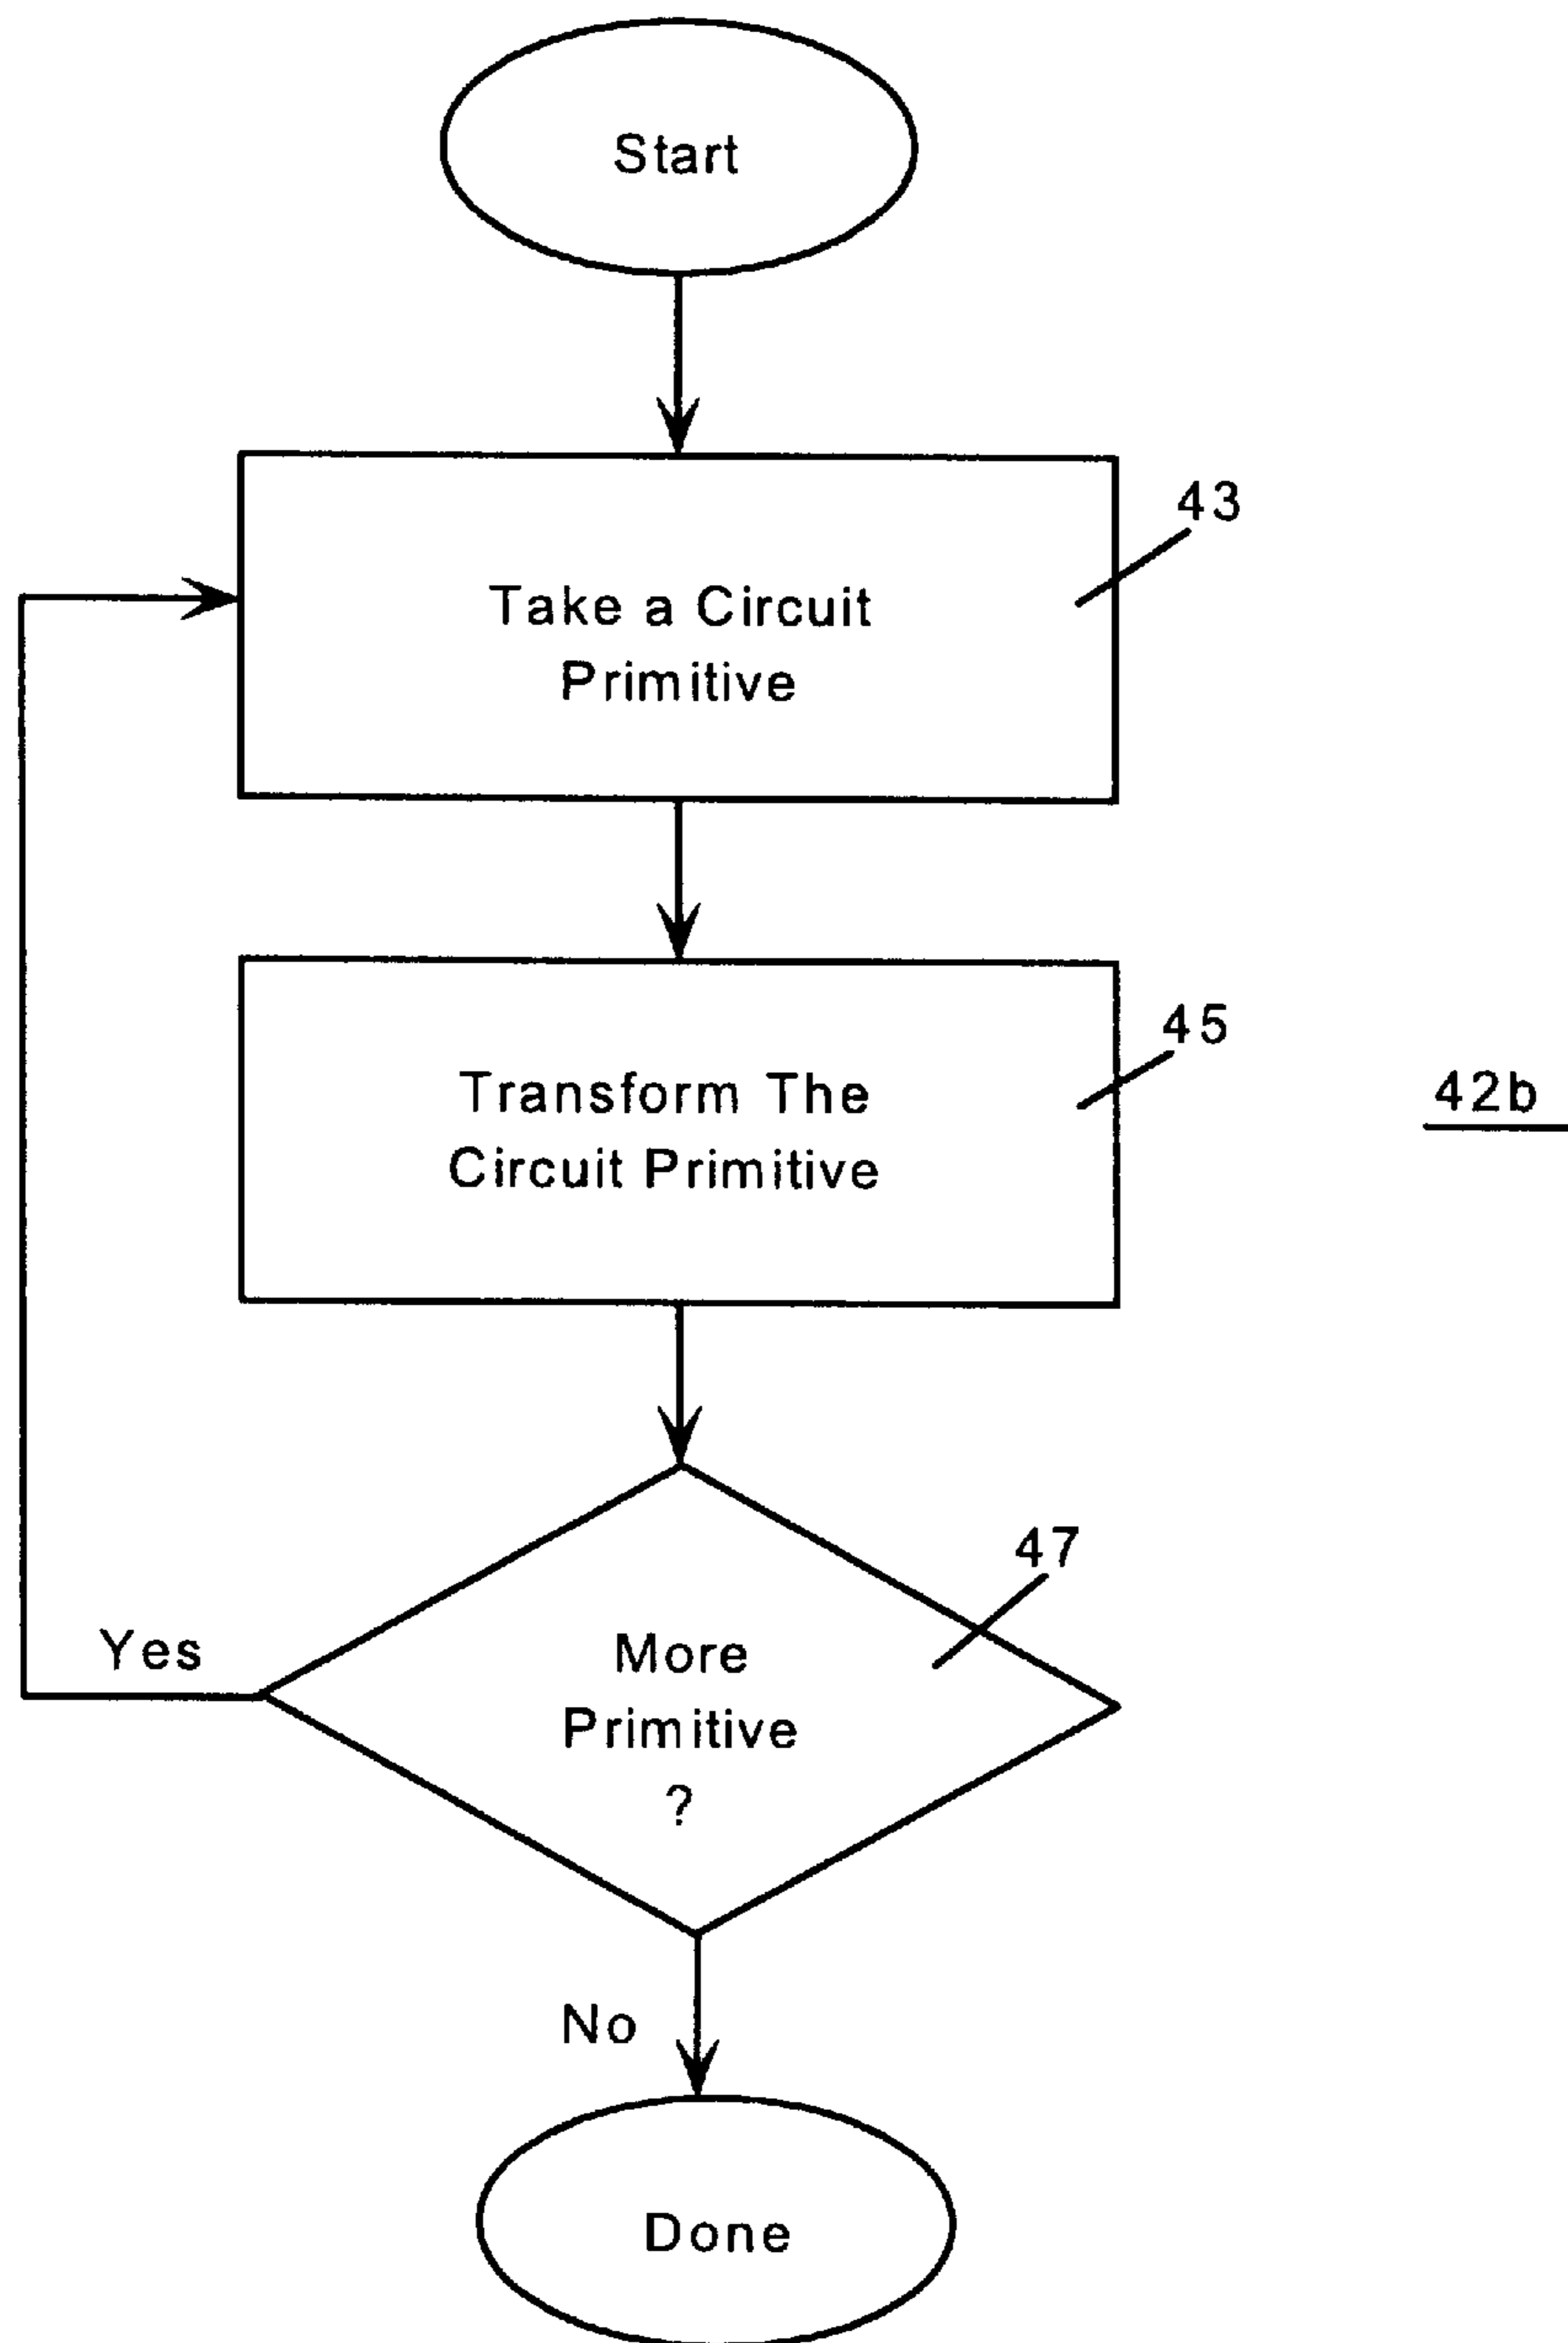 Start
43
Take a Circuit
Primitive
45
Transform The
Circuit Primitive
42b
47
More
Primitive
?
Yes
No
Done